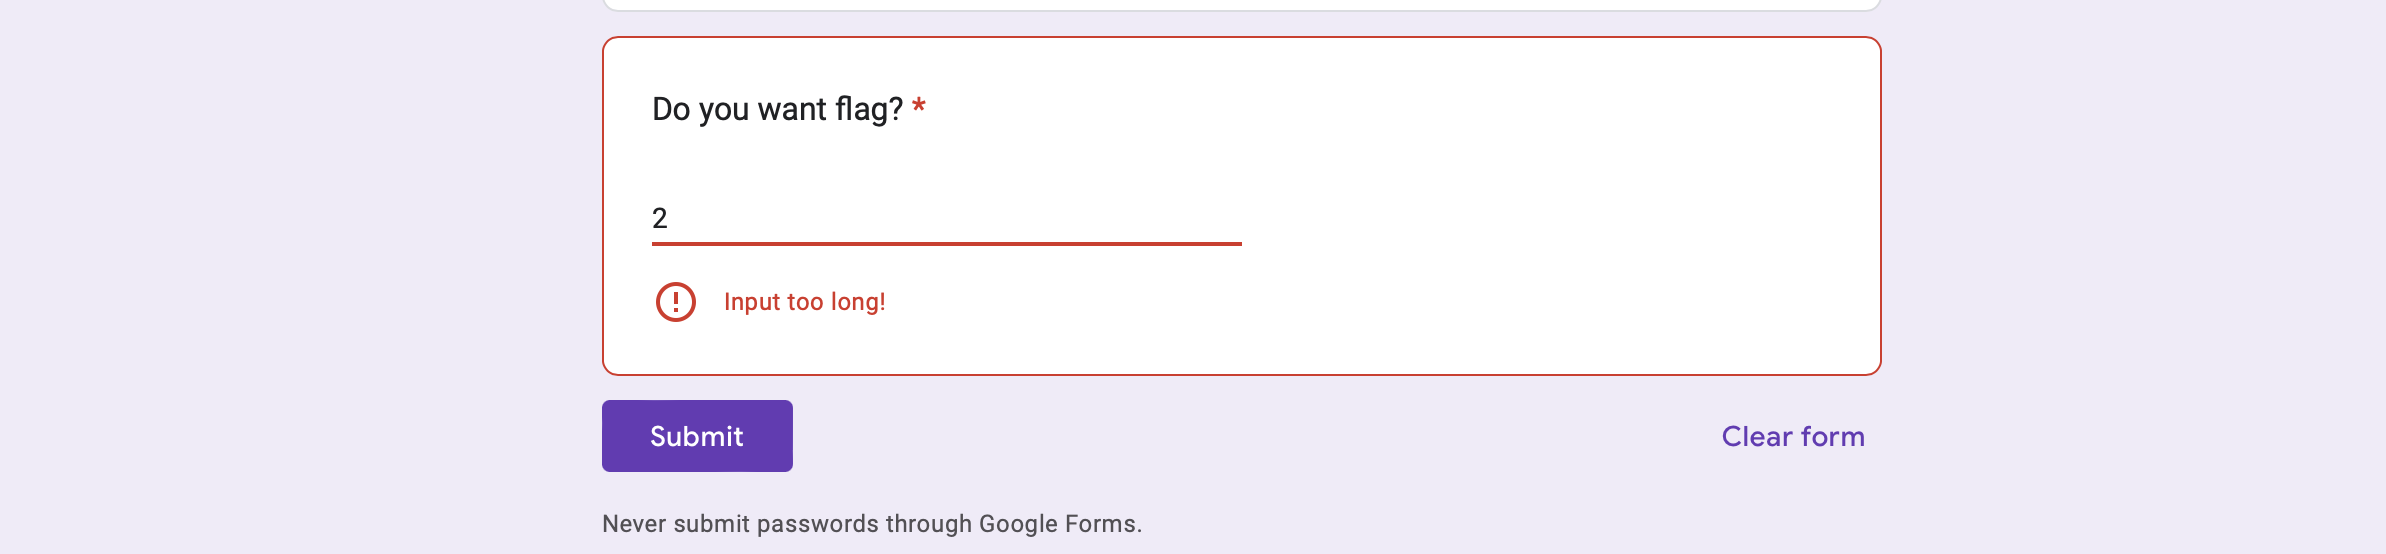 Do you want flag? *
2
Input too long!
Submit
Clear form
Never submit passwords through Google Forms.